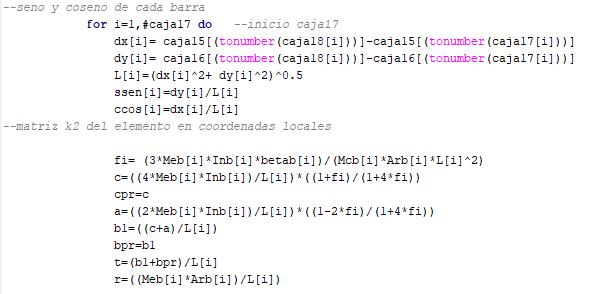 --seno y coseno de cada barra
for i=1,#caja17 do --inicio caja17
dx[i]= caja15[(tonumber(caja18[i]))]-caja15[(tonumber(caja17[i]))]
dy[i]= caja16[(tonumber(caja18[i]))]-caja16[(tonumber(caja17[i]))]
L[i]=(dx[i]^2+ dy[i]^2)^0.5
ssen[i]=dy[i]/L[i]
ccos[i]=dx[i]/L[i]
--matriz k2 del elemento en coordenadas locales
fi= (3*Meb[i]*Inb[i]*betab[i])/(Mcb[i]*Arb[i]*L[i]^2)
c=((4*Meb[i]*Inb[i])/L[i])*((1+fi)/(1+4*fi))
cpr=c
a=((2*Meb[i]*Inb[i])/L[i])*((1-2*fi)/(1+4*fi))
b1=((c+a)/L[i])
bpr=b1
t=(b1+bpr)/L[i]
r=((Meb[i]*Arb[i])/L[i])